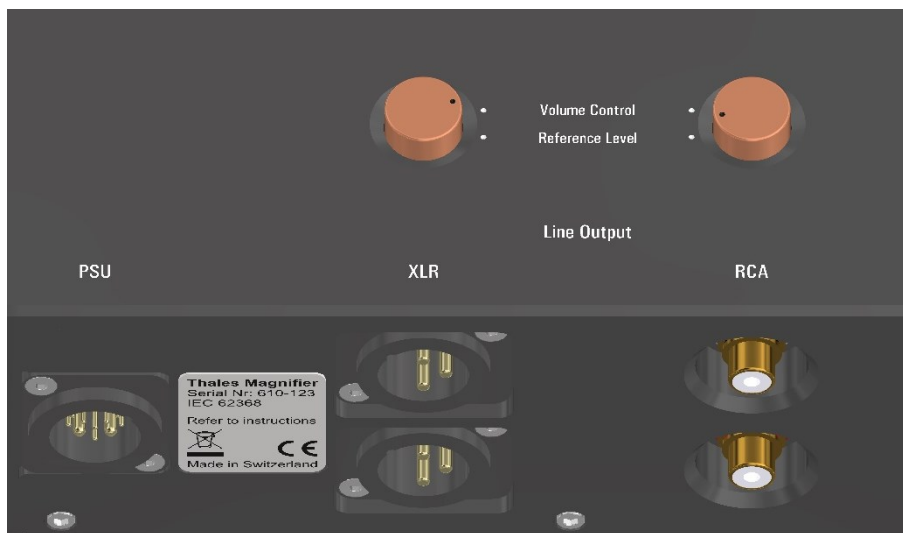 Volume Control
Reference Level
Line Output
PSU
XLR
RCA
Thales Magnifier
Serial Nr: 610-123
IEC 62368
Refer to instructions
CE
Made in Switzerland